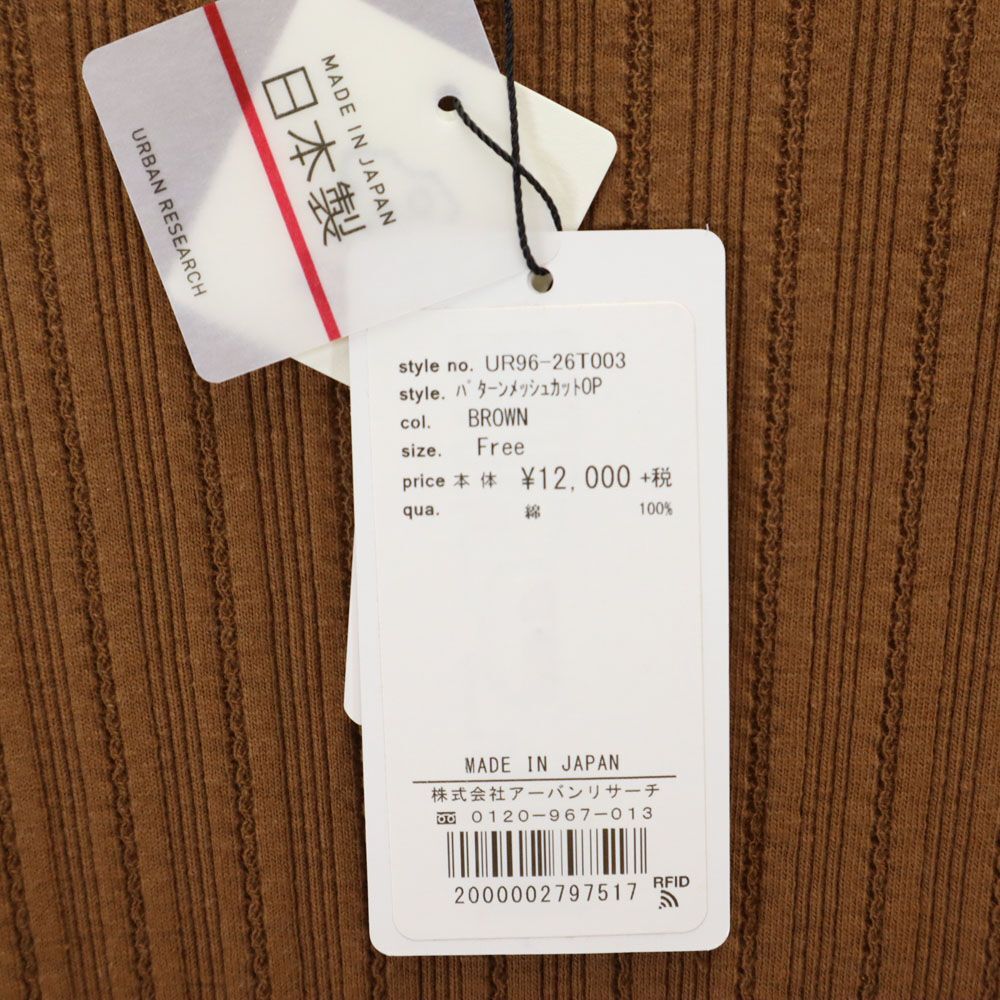 MADE IN JAPAN
日本製
URBAN RESEARCH
style no. UR96-26T003
style. ﾊﾟﾀｰﾝﾒｯｼｭｶｯﾄOP
col. BROWN
size. Free
price 本体 ¥12,000 +税
qua. 綿 100%
MADE IN JAPAN
株式会社アーバンリサーチ
0120-967-013
2000002797517
RFID